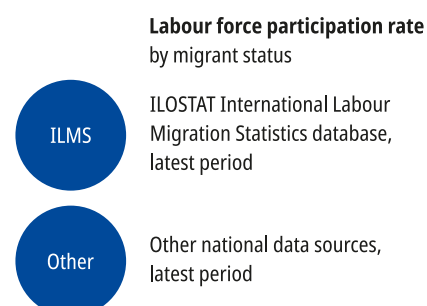 Labour force participation rate
by migrant status
ILMS
ILOSTAT International Labour
Migration Statistics database,
latest period
Other
Other national data sources,
latest period